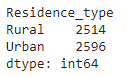 Residence_type
Rural    2514
Urban    2596
dtype: int64